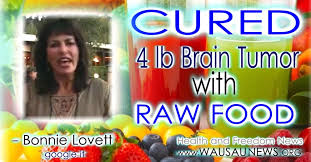 CURED
4 lb Brain Tumor
with
RAW FOOD
- Bonnie Lovett
google it
Health and Freedom News
www.WAUSAUNEWS.ORG